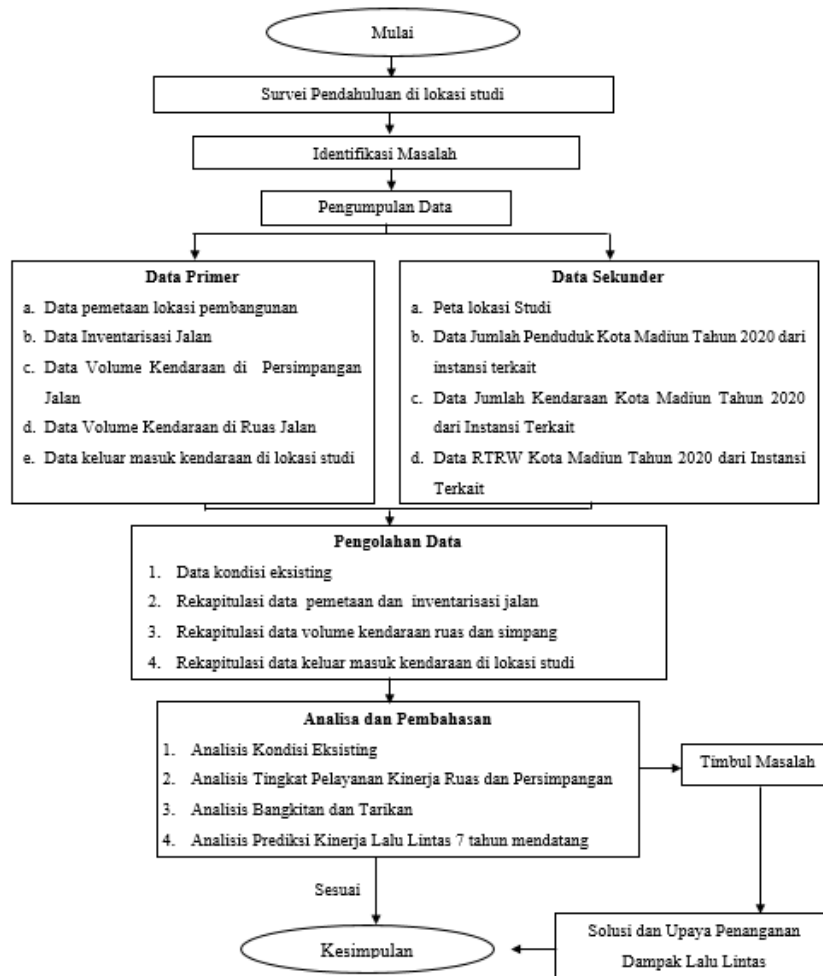 Mulai
Survei Pendahuluan di lokasi studi
Identifikasi Masalah
Pengumpulan Data
Data Primer
a. Data pemetaan lokasi pembangunan
b. Data Inventarisasi Jalan
c. Data Volume Kendaraan di Persimpangan
Jalan
d. Data Volume Kendaraan di Ruas Jalan
e. Data keluar masuk kendaraan di lokasi studi
Data Sekunder
a. Peta lokasi Studi
b. Data Jumlah Penduduk Kota Madiun Tahun 2020 dari
instansi terkait
c. Data Jumlah Kendaraan Kota Madiun Tahun 2020
dari Instansi Terkait
d. Data RTRW Kota Madiun Tahun 2020 dari Instansi
Terkait
Pengolahan Data
1. Data kondisi eksisting
2. Rekapitulasi data pemetaan dan inventarisasi jalan
3. Rekapitulasi data volume kendaraan ruas dan simpang
4. Rekapitulasi data keluar masuk kendaraan di lokasi studi
Analisa dan Pembahasan
1. Analisis Kondisi Eksisting
2. Analisis Tingkat Pelayanan Kinerja Ruas dan Persimpangan
3. Analisis Bangkitan dan Tarikan
4. Analisis Prediksi Kinerja Lalu Lintas 7 tahun mendatang
Timbul Masalah
Sesuai
Kesimpulan
Solusi dan Upaya Penanganan
Dampak Lalu Lintas